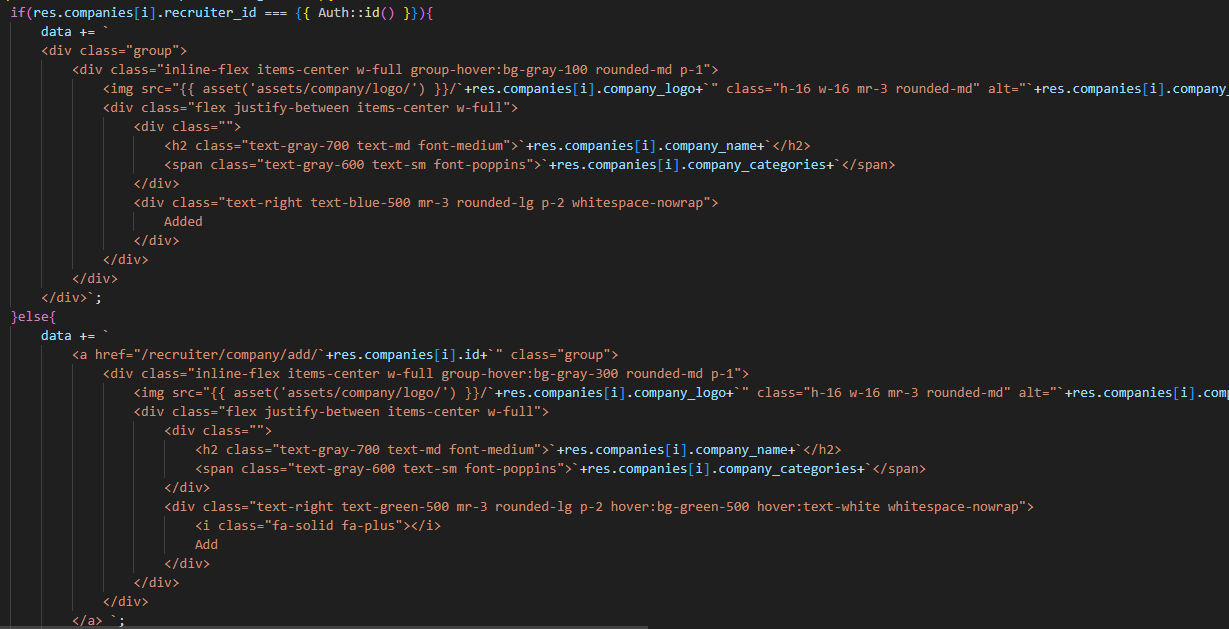 if(res.companies[i].recruiter_id === {{ Auth::id() }}){
data += `
<div class="group">
<div class="inline-flex items-center w-full group-hover:bg-gray-100 rounded-md p-1">
<img src="{{ asset('assets/company/logo/') }}/`+res.companies[i].company_logo+`" class="h-16 w-16 mr-3 rounded-md" alt="`+res.companies[i].company_
<div class="flex justify-between items-center w-full">
<div class="">
<h2 class="text-gray-700 text-md font-medium">`+res.companies[i].company_name+`</h2>
<span class="text-gray-600 text-sm font-poppins">`+res.companies[i].company_categories+`</span>
</div>
<div class="text-right text-blue-500 mr-3 rounded-lg p-2 whitespace-nowrap">
Added
</div>
</div>
</div>
</div>`;
}else{
data += `
<a href="/recruiter/company/add/`+res.companies[i].id+`" class="group">
<div class="inline-flex items-center w-full group-hover:bg-gray-300 rounded-md p-1">
<img src="{{ asset('assets/company/logo/') }}/`+res.companies[i].company_logo+`" class="h-16 w-16 mr-3 rounded-md" alt="`+res.companies[i].com
<div class="flex justify-between items-center w-full">
<div class="">
<h2 class="text-gray-700 text-md font-medium">`+res.companies[i].company_name+`</h2>
<span class="text-gray-600 text-sm font-poppins">`+res.companies[i].company_categories+`</span>
</div>
<div class="text-right text-green-500 mr-3 rounded-lg p-2 hover:bg-green-500 hover:text-white whitespace-nowrap">
<i class="fa-solid fa-plus"></i>
Add
</div>
</div>
</div>
</a> `;